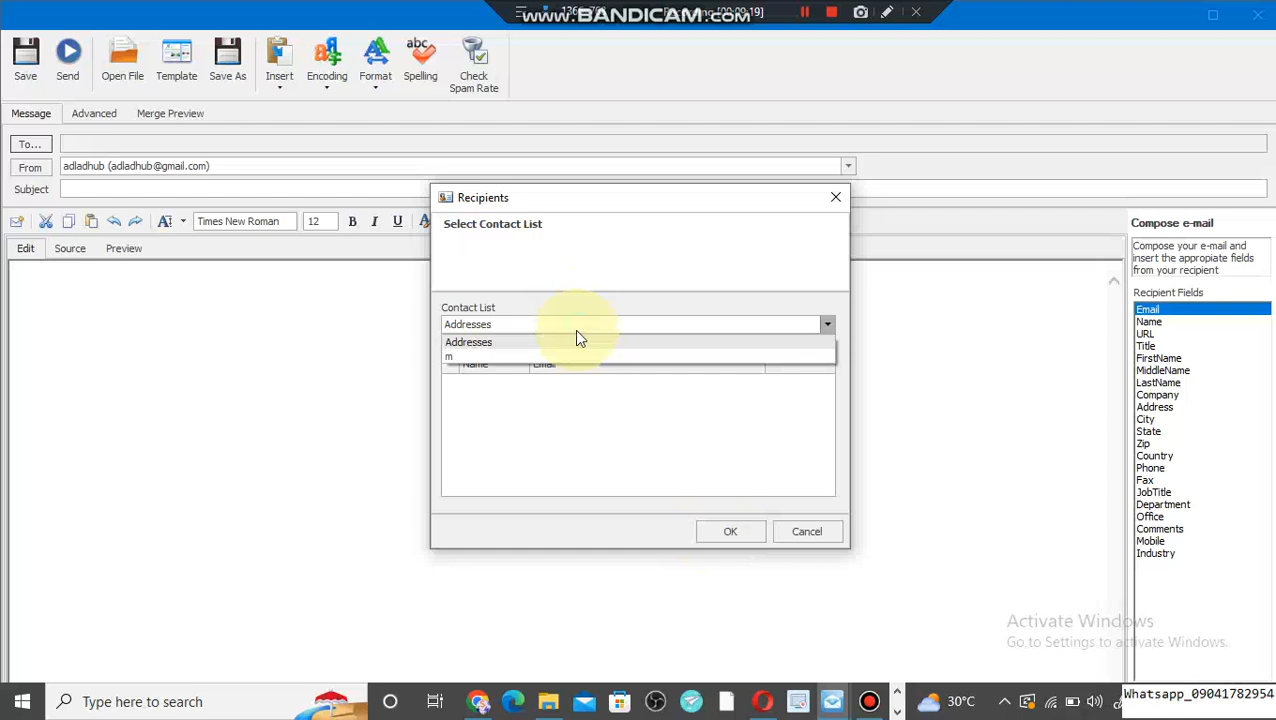 www.BANDICAM.com
Save
Send
Open File
Template
Save As
Insert
Encoding
Format
abc
Spelling
Check
Spam Rate
Message
Advanced
Merge Preview
To...
From
adladhub (adladhub@gmail.com)
Subject
Times New Roman
12
B
I
U
Edit
Source
Preview
Recipients
Select Contact List
Contact List
Addresses
Addresses
m
Name
Email
OK
Cancel
Compose e-mail
Compose your e-mail and
insert the appropiate fields
from your recipient
Recipient Fields
Email
Name
URL
Title
FirstName
MiddleName
LastName
Company
Address
City
State
Zip
Country
Phone
Fax
JobTitle
Department
Office
Comments
Mobile
Industry
Activate Windows
Go to Settings to activate Windows.
Type here to search
30°C
Whatsapp_09041782954